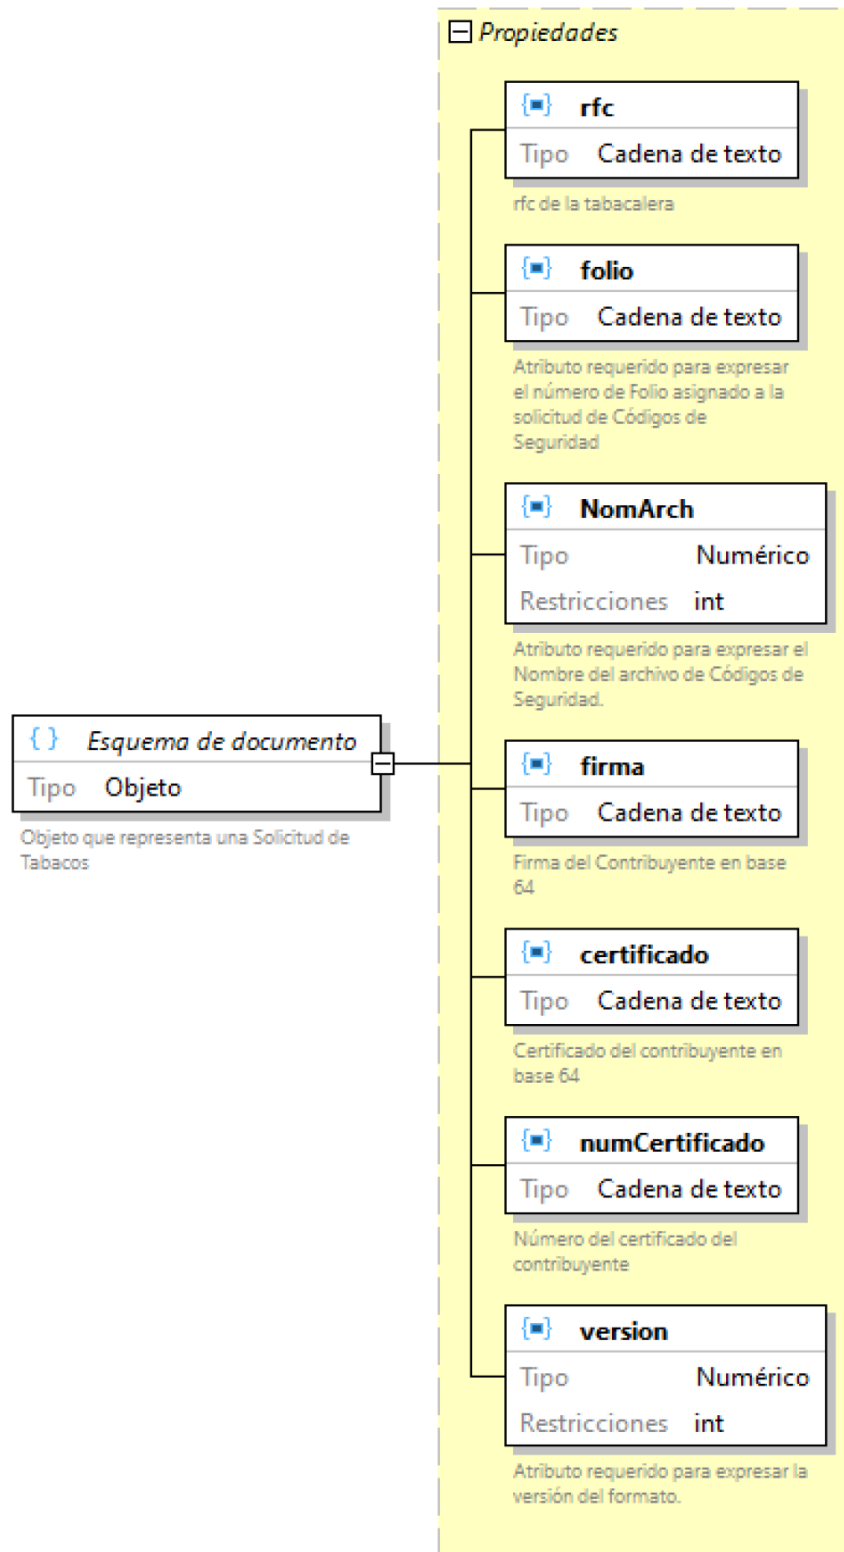 Propiedades
rfc
Tipo Cadena de texto
rfc de la tabacalera
folio
Tipo Cadena de texto
Atributo requerido para expresar
el número de Folio asignado a la
solicitud de Códigos de
Seguridad
NomArch
Tipo Numérico
Restricciones int
Atributo requerido para expresar el
Nombre del archivo de Códigos de
Seguridad.
Esquema de documento
Tipo Objeto
Objeto que representa una Solicitud de
Tabacos
firma
Tipo Cadena de texto
Firma del Contribuyente en base
64
certificado
Tipo Cadena de texto
Certificado del contribuyente en
base 64
numCertificado
Tipo Cadena de texto
Número del certificado del
contribuyente
version
Tipo Numérico
Restricciones int
Atributo requerido para expresar la
versión del formato.